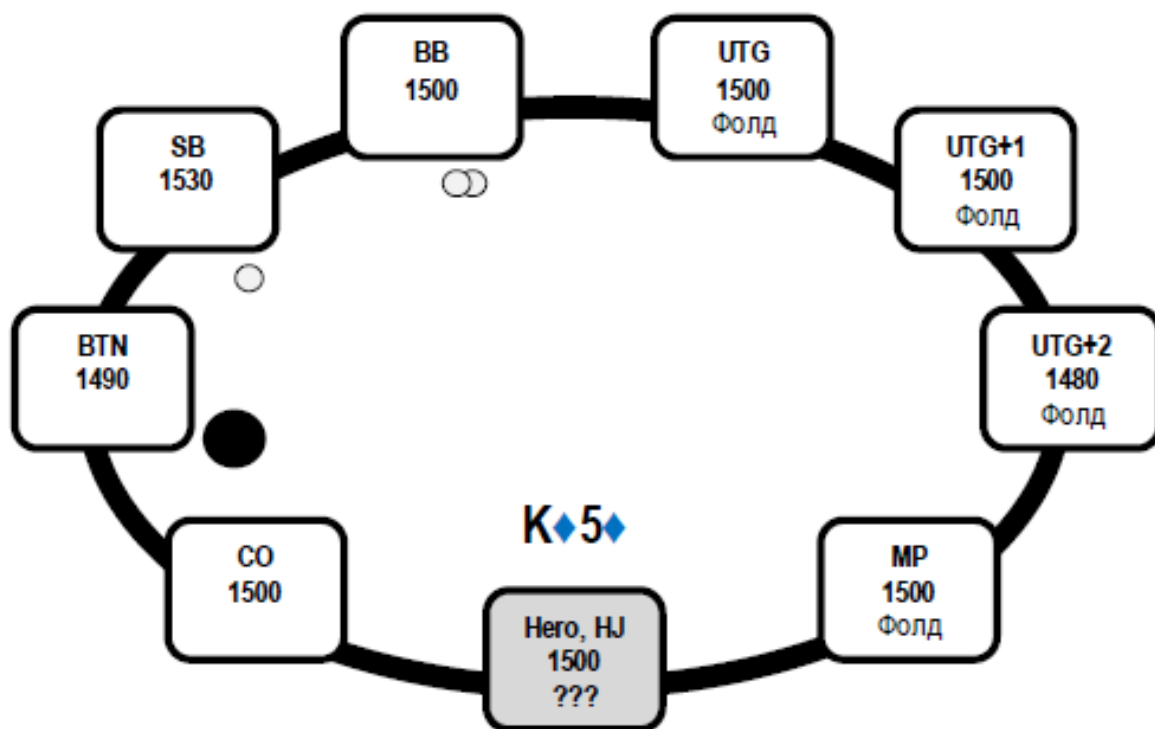 BB
1500
UTG
1500
Фолд
SB
1530
UTG+1
1500
Фолд
BTN
1490
UTG+2
1480
Фолд
K♦5♦
CO
1500
Hero, HJ
1500
???
MP
1500
Фолд